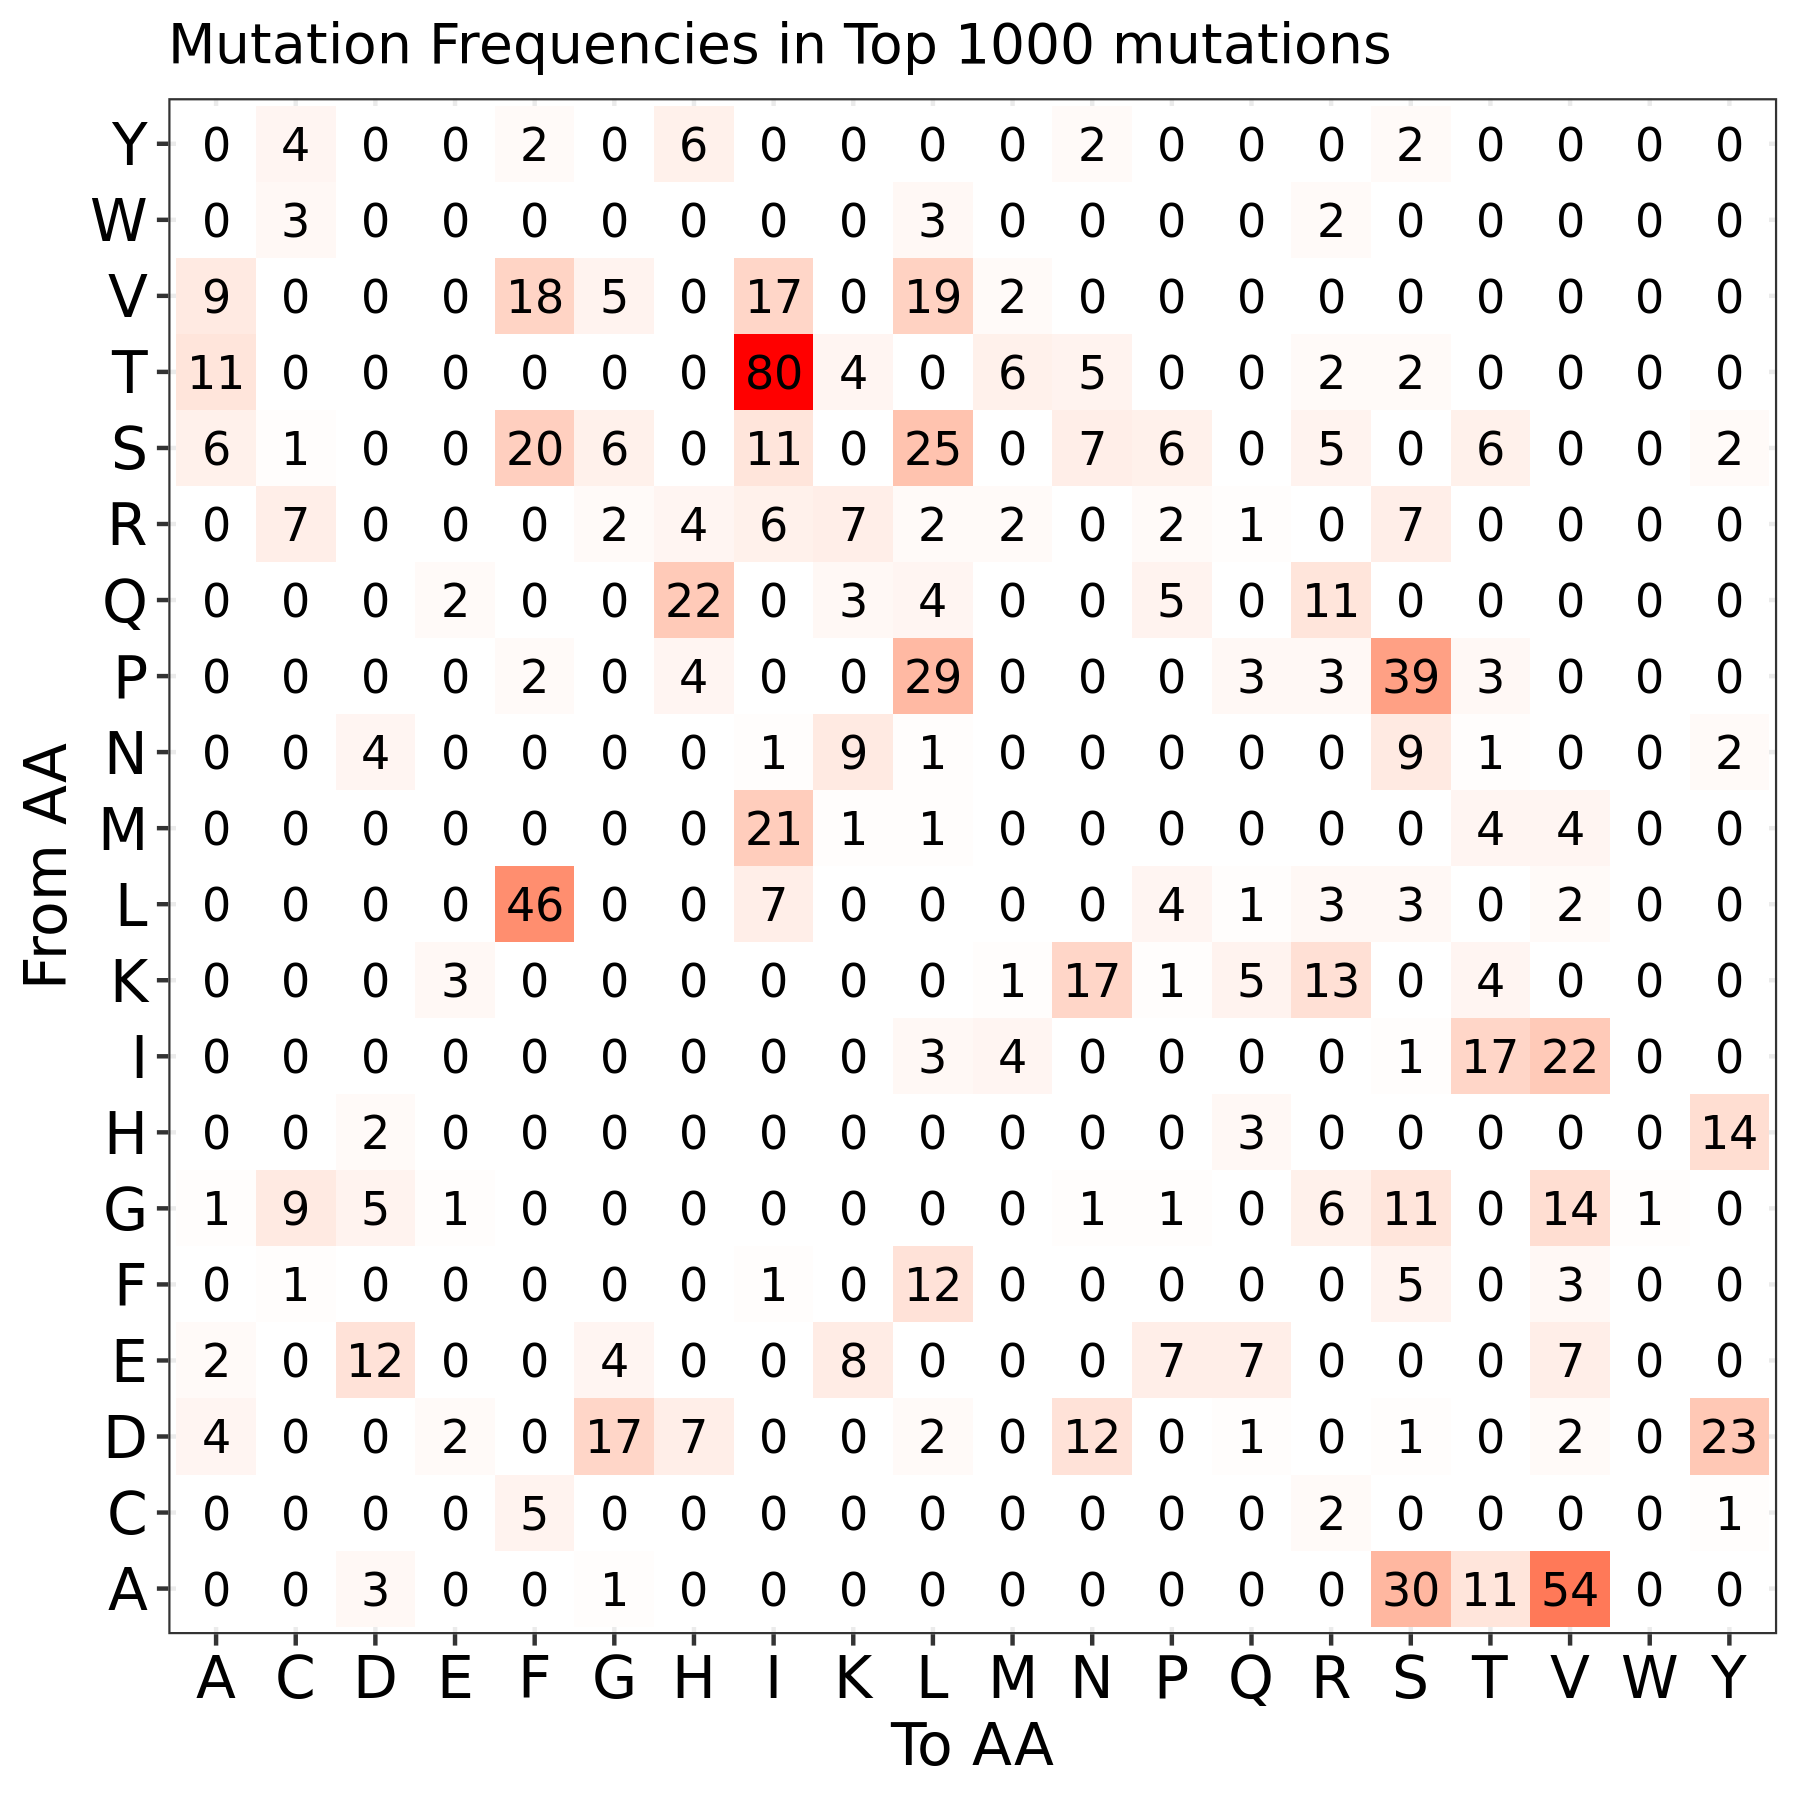 Mutation Frequencies in Top 1000 mutations
Y 0 4 0 0 2 0 6 0 0 0 0 2 0 0 0 2 0 0 0 0
W 0 3 0 0 0 0 0 0 0 3 0 0 0 0 2 0 0 0 0 0
V 9 0 0 0 18 5 0 17 0 19 2 0 0 0 0 0 0 0 0 0
T 11 0 0 0 0 0 0 80 4 0 6 5 0 0 2 2 0 0 0 0
S 6 1 0 0 20 6 0 11 0 25 0 7 6 0 5 0 6 0 0 2
R 0 7 0 0 0 2 4 6 7 2 2 0 2 1 0 7 0 0 0 0
Q 0 0 0 2 0 0 22 0 3 4 0 0 5 0 11 0 0 0 0 0
P 0 0 0 0 2 0 4 0 0 29 0 0 0 3 3 39 3 0 0 0
N 0 0 4 0 0 0 0 1 9 1 0 0 0 0 0 9 1 0 0 2
M 0 0 0 0 0 0 0 21 1 1 0 0 0 0 0 0 4 4 0 0
L 0 0 0 0 46 0 0 7 0 0 0 0 4 1 3 3 0 2 0 0
K 0 0 0 3 0 0 0 0 0 0 1 17 1 5 13 0 4 0 0 0
I 0 0 0 0 0 0 0 0 0 3 4 0 0 0 0 1 17 22 0 0
H 0 0 2 0 0 0 0 0 0 0 0 0 0 3 0 0 0 0 0 14
G 1 9 5 1 0 0 0 0 0 0 0 1 1 0 6 11 0 14 1 0
F 0 1 0 0 0 0 0 1 0 12 0 0 0 0 0 5 0 3 0 0
E 2 0 12 0 0 4 0 0 8 0 0 0 7 7 0 0 0 7 0 0
D 4 0 0 2 0 17 7 0 0 2 0 12 0 1 0 1 0 2 0 23
C 0 0 0 0 5 0 0 0 0 0 0 0 0 0 2 0 0 0 0 1
A 0 0 3 0 0 1 0 0 0 0 0 0 0 0 0 30 11 54 0 0
A C D E F G H I K L M N P Q R S T V W Y
To AA
From AA